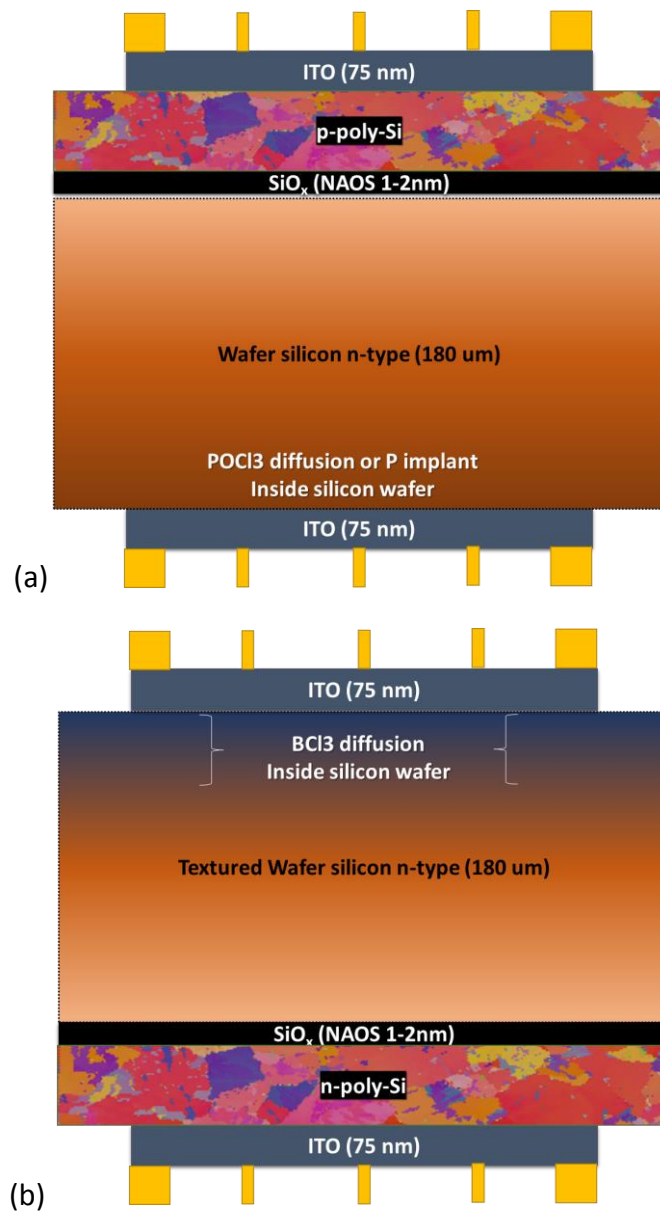 ITO (75 nm)
p-poly-Si
SiOₓ (NAOS 1-2nm)
Wafer silicon n-type (180 um)
POCl3 diffusion or P implant
Inside silicon wafer
ITO (75 nm)
(a)
ITO (75 nm)
BCl3 diffusion
Inside silicon wafer
Textured Wafer silicon n-type (180 um)
SiOₓ (NAOS 1-2nm)
n-poly-Si
ITO (75 nm)
(b)